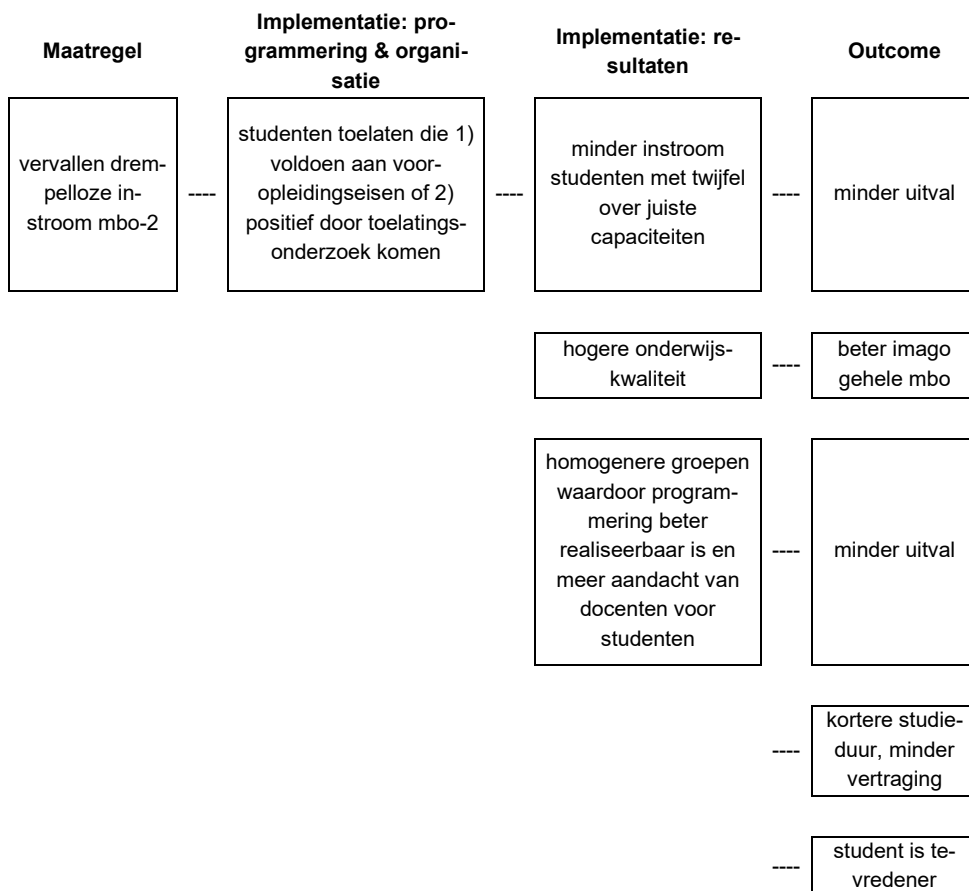 Maatregel
Implementatie: pro-
grammering & organi-
satie
Implementatie: re-
sultaten
Outcome
vervallen drem-
pelloze in-
stroom mbo-2
----
studenten toelaten die 1)
voldoen aan voor-
opleidingseisen of 2)
positief door toelatings-
onderzoek komen
----
minder instroom
studenten met twijfel
over juiste
capaciteiten
----
minder uitval
hogere onderwijs-
kwaliteit
----
beter imago
gehele mbo
homogenere groepen
waardoor program-
mering beter
realiseerbaar is en
meer aandacht van
docenten voor
studenten
----
minder uitval
----
kortere studie-
duur, minder
vertraging
----
student is te-
vredener